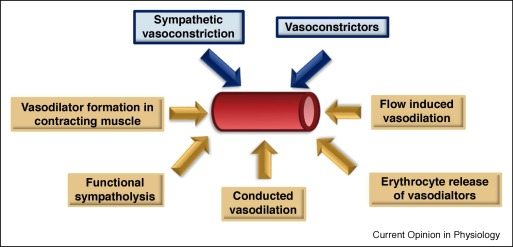 Sympathetic
vasoconstriction
Vasoconstrictors
Vasodilator formation in
contracting muscle
Flow induced
vasodilation
Functional
sympatholysis
Conducted
vasodilation
Erythrocyte release
of vasodialtors
Current Opinion in Physiology